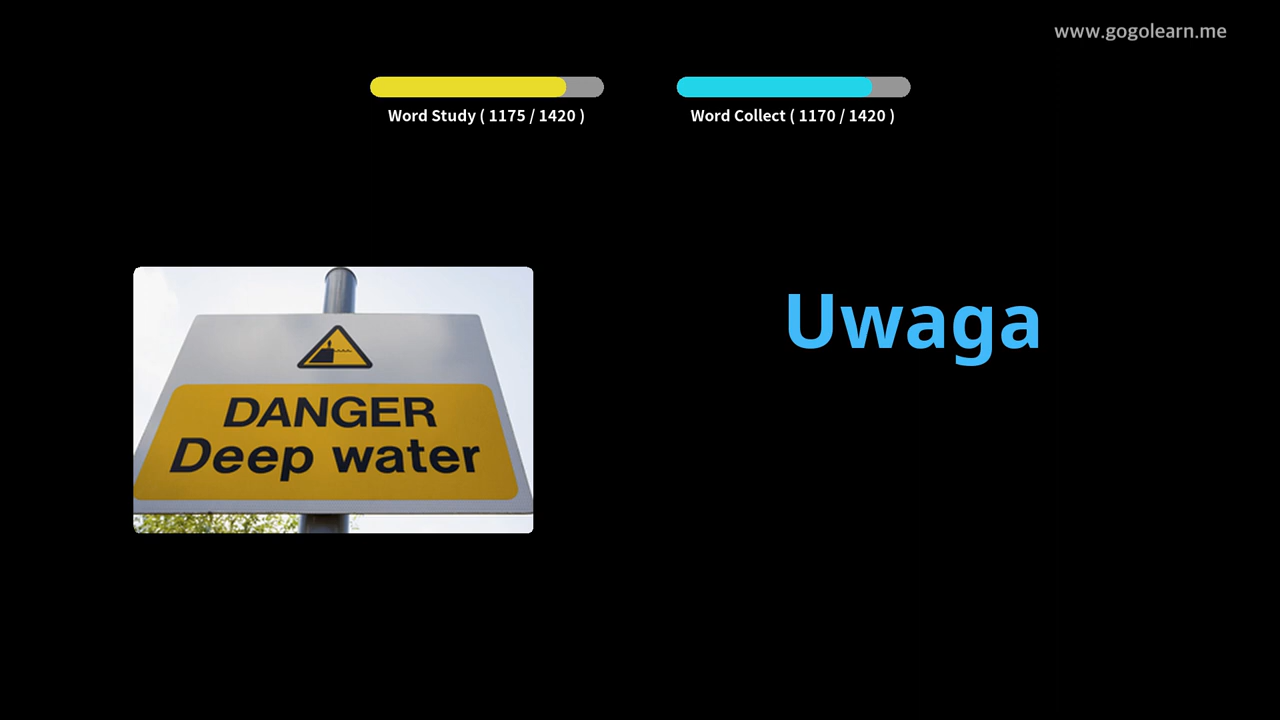 www.gogolearn.me
Word Study ( 1175 / 1420 )
Word Collect ( 1170 / 1420 )
DANGER
Deep water
Uwaga